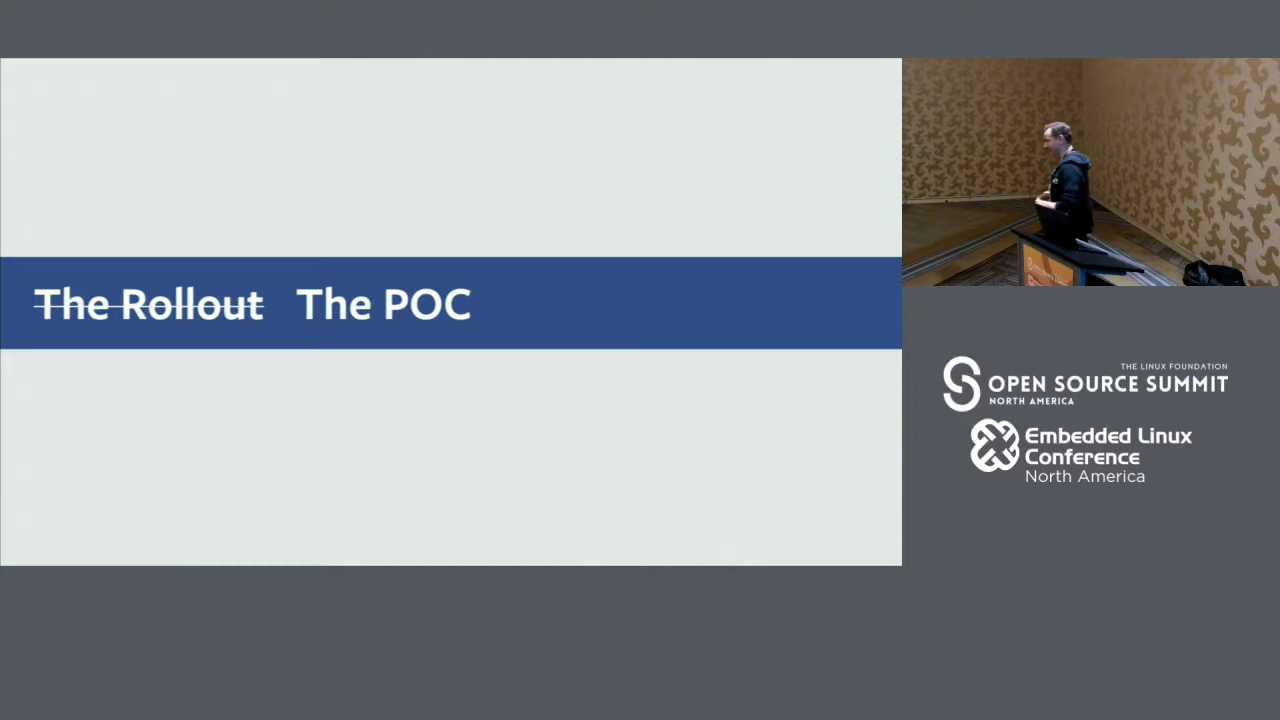 The Rollout The POC
THE LINUX FOUNDATION
OPEN SOURCE SUMMIT
NORTH AMERICA
Embedded Linux
Conference
North America